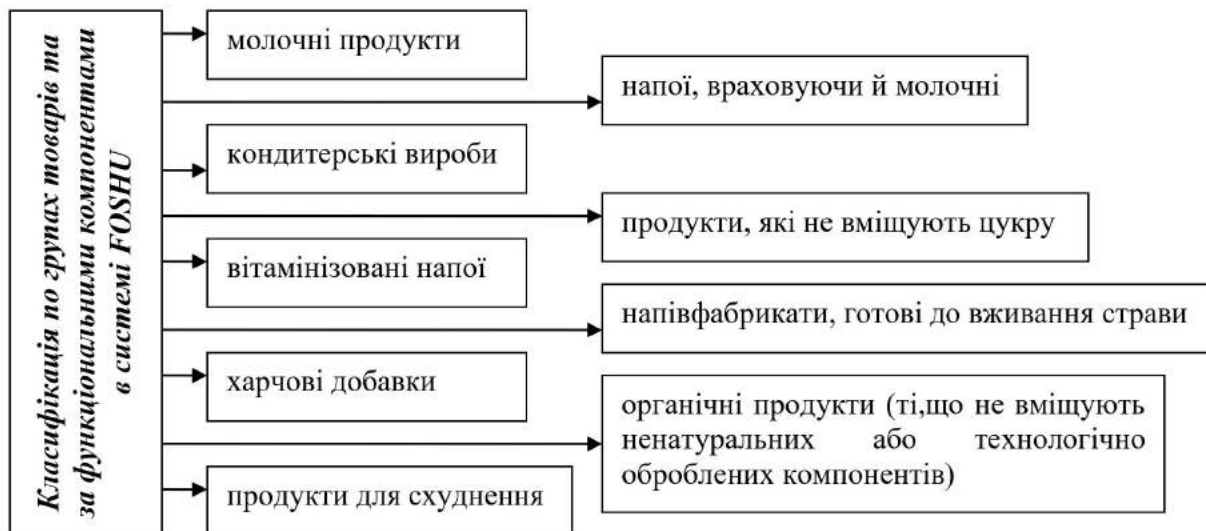 Класифікація по групах товарів та
за функціональними компонентами
в системі FOSHU
молочні продукти
напої, враховуючи й молочні
кондитерські вироби
продукти, які не вміщують цукру
вітамінізовані напої
напівфабрикати, готові до вживання страви
харчові добавки
органічні продукти (ті,що не вміщують
ненатуральних або технологічно
оброблених компонентів)
продукти для схуднення